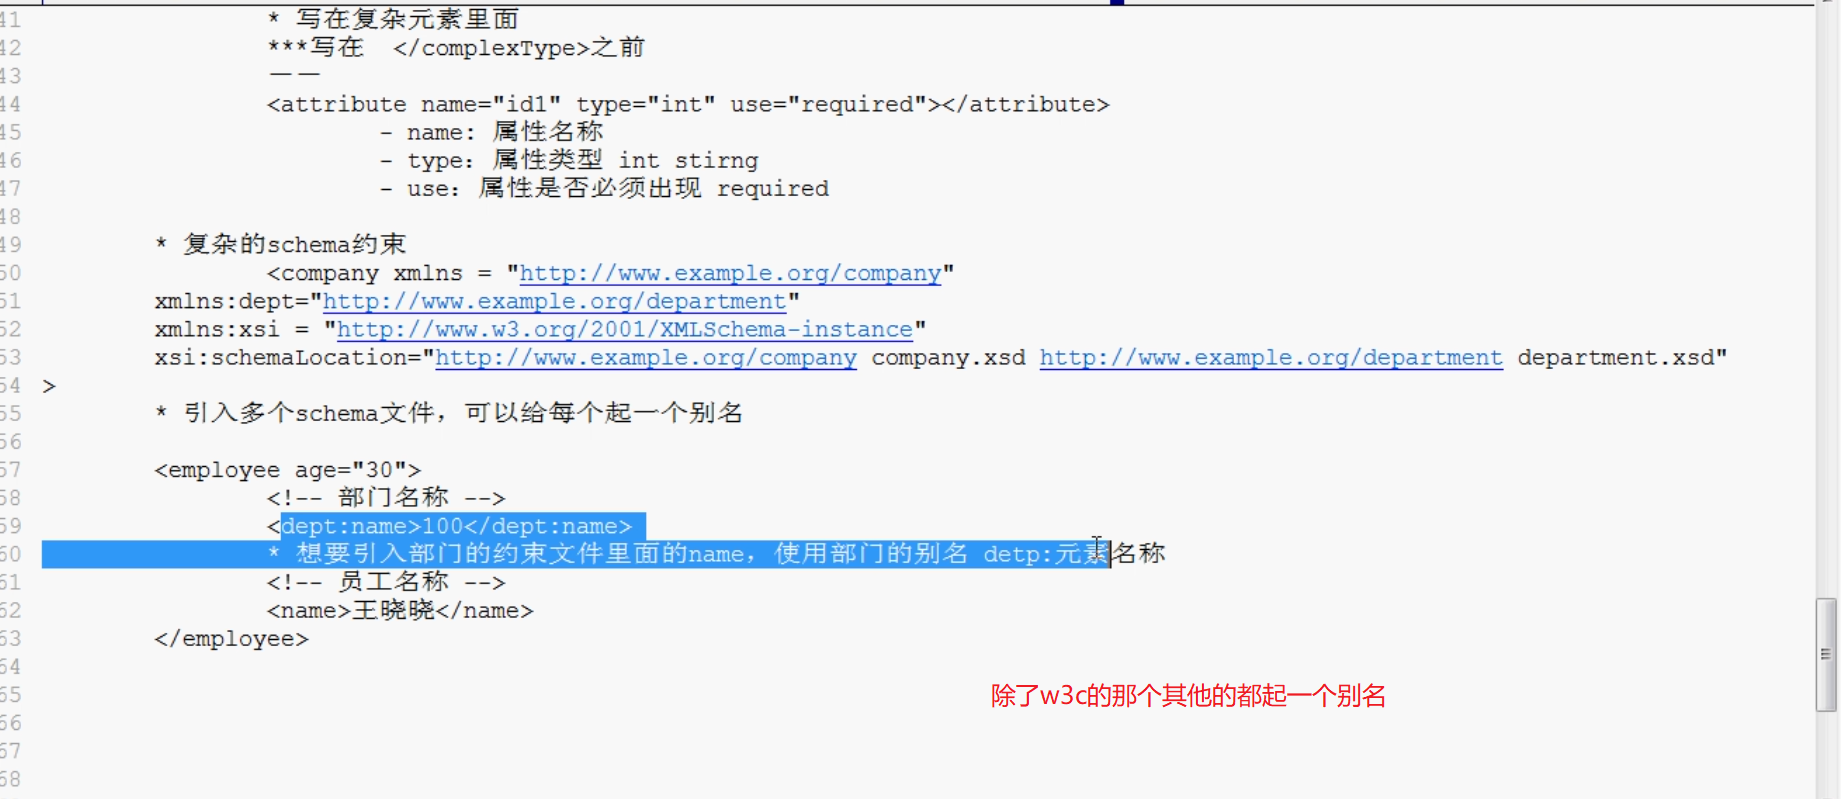 41 * 写在复杂元素里面
42 ***写在 </complexType>之前
43 ——
44 <attribute name="id1" type="int" use="required"></attribute>
45 - name: 属性名称
46 - type: 属性类型 int stirng
47 - use: 属性是否必须出现 required
48
49 * 复杂的schema约束
50 <company xmlns = "http://www.example.org/company"
51 xmlns:dept="http://www.example.org/department"
52 xmlns:xsi = "http://www.w3.org/2001/XMLSchema-instance"
53 xsi:schemaLocation="http://www.example.org/company company.xsd http://www.example.org/department department.xsd"
54 >
55 * 引入多个schema文件，可以给每个起一个别名
56
57 <employee age="30">
58 <!-- 部门名称 -->
59 <dept:name>100</dept:name>
60 * 想要引入部门的约束文件里面的name，使用部门的别名 detp:元素名称
61 <!-- 员工名称 -->
62 <name>王晓晓</name>
63 </employee>
64
65
除了w3c的那个其他的都起一个别名
66
67
68